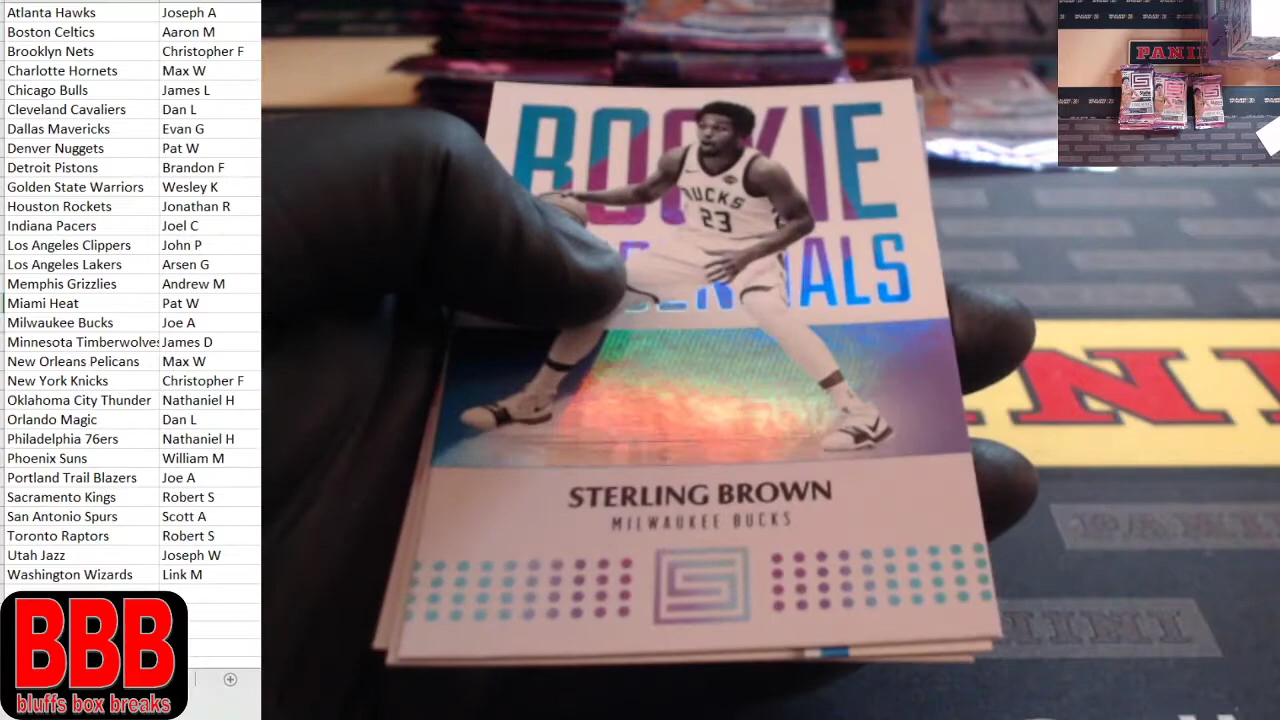 Atlanta Hawks Joseph A
Boston Celtics Aaron M
Brooklyn Nets Christopher F
Charlotte Hornets Max W
Chicago Bulls James L
Cleveland Cavaliers Dan L
Dallas Mavericks Evan G
Denver Nuggets Pat W
Detroit Pistons Brandon F
Golden State Warriors Wesley K
Houston Rockets Jonathan R
Indiana Pacers Joel C
Los Angeles Clippers John P
Los Angeles Lakers Arsen G
Memphis Grizzlies Andrew M
Miami Heat Pat W
Milwaukee Bucks Joe A
Minnesota Timberwolves James D
New Orleans Pelicans Max W
New York Knicks Christopher F
Oklahoma City Thunder Nathaniel H
Orlando Magic Dan L
Philadelphia 76ers Nathaniel H
Phoenix Suns William M
Portland Trail Blazers Joe A
Sacramento Kings Robert S
San Antonio Spurs Scott A
Toronto Raptors Robert S
Utah Jazz Joseph W
Washington Wizards Link M
BBB
bluffs box breaks
ROOKIE
BUCKS
23
STERLING BROWN
MILWAUKEE BUCKS
PANINI